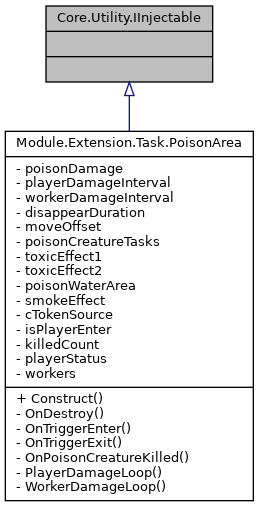 Core.Utility.IInjectable
Module.Extension.Task.PoisonArea
- poisonDamage
- playerDamageInterval
- workerDamageInterval
- disappearDuration
- moveOffset
- poisonCreatureTasks
- toxicEffect1
- toxicEffect2
- poisonWaterArea
- smokeEffect
- cTokenSource
- isPlayerEnter
- killedCount
- playerStatus
- workers
+ Construct()
- OnDestroy()
- OnTriggerEnter()
- OnTriggerExit()
- OnPoisonCreatureKilled()
- PlayerDamageLoop()
- WorkerDamageLoop()